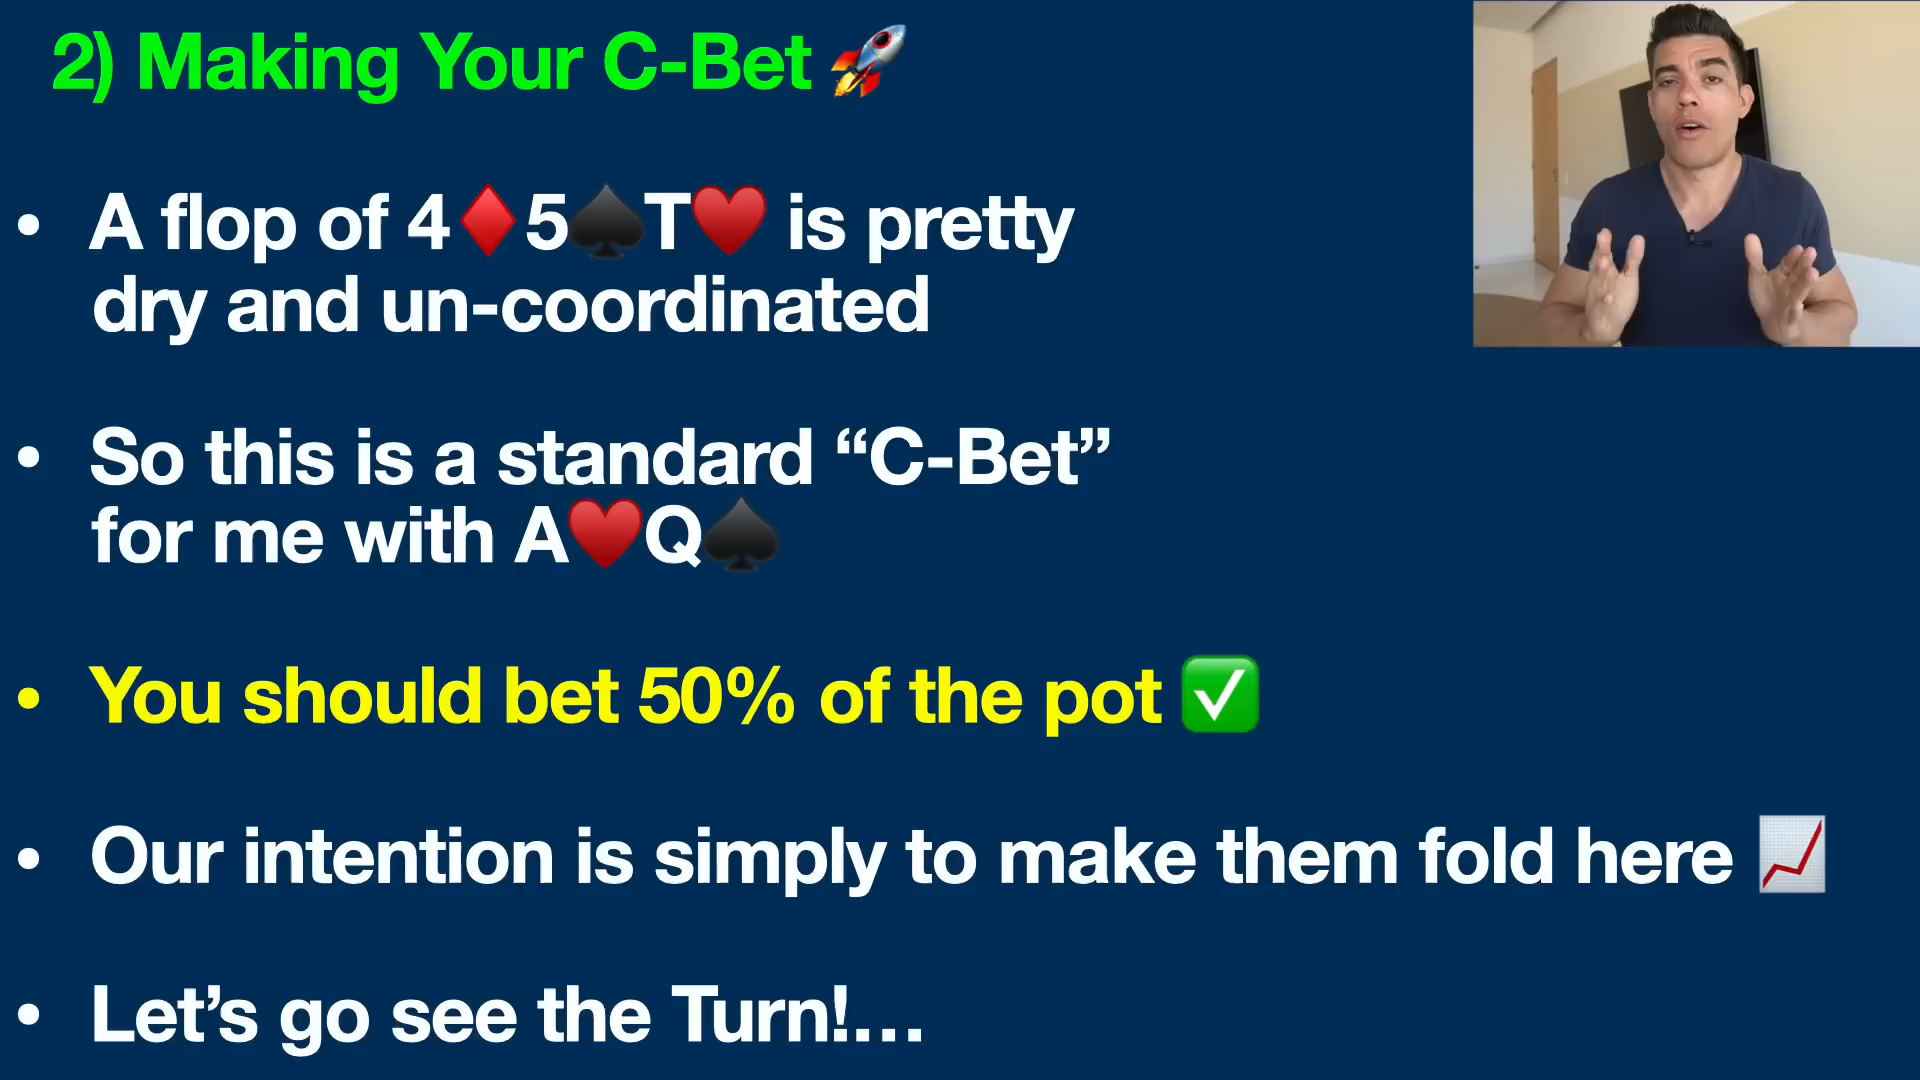 2) Making Your C-Bet 🚀
• A flop of 4♦️5♠️T♥️ is pretty
dry and un-coordinated
• So this is a standard “C-Bet”
for me with A♥️Q♠️
• You should bet 50% of the pot ✅
• Our intention is simply to make them fold here 📈
• Let’s go see the Turn!…